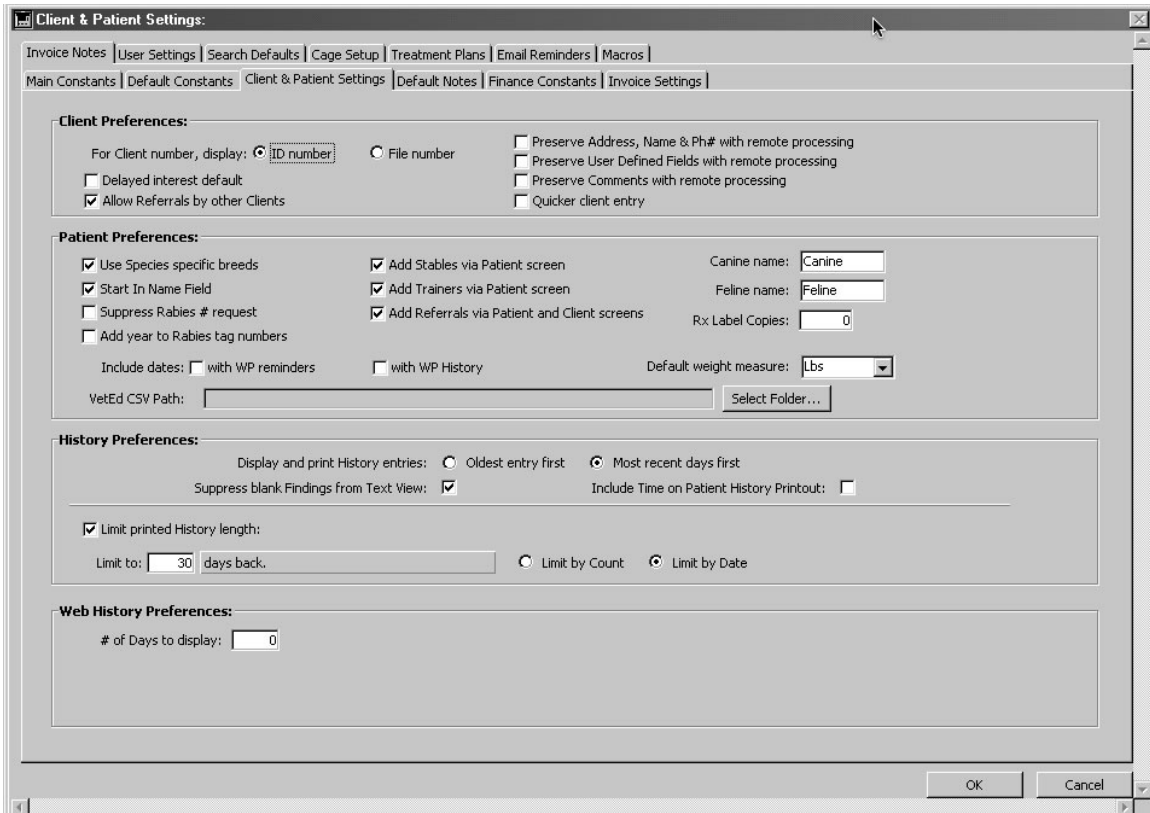 Client & Patient Settings:
Invoice Notes User Settings Search Defaults Cage Setup Treatment Plans Email Reminders Macros
Main Constants Default Constants Client & Patient Settings Default Notes Finance Constants Invoice Settings
Client Preferences:
For Client number, display: ID number File number
Delayed interest default
Allow Referrals by other Clients
Preserve Address, Name & Ph# with remote processing
Preserve User Defined Fields with remote processing
Preserve Comments with remote processing
Quicker client entry
Patient Preferences:
Use Species specific breeds
Start In Name Field
Suppress Rabies # request
Add year to Rabies tag numbers
Add Stables via Patient screen
Add Trainers via Patient screen
Add Referrals via Patient and Client screens
Canine name: Canine
Feline name: Feline
Rx Label Copies: 0
Include dates: with WP reminders with WP History
Default weight measure: Lbs
VetEd CSV Path: Select Folder...
History Preferences:
Display and print History entries: Oldest entry first Most recent days first
Suppress blank Findings from Text View: Include Time on Patient History Printout:
Limit printed History length:
Limit to: 30 days back. Limit by Count Limit by Date
Web History Preferences:
# of Days to display: 0
OK Cancel